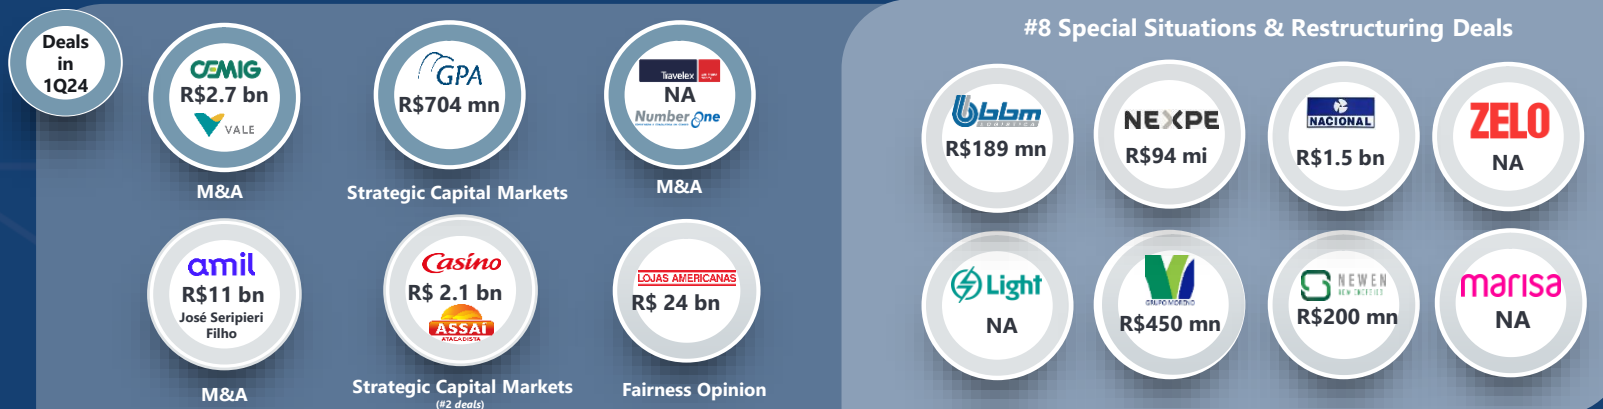 Deals
in
1Q24
CEMIG
R$2.7 bn
VALE
M&A
GPA
R$704 mn
Strategic Capital Markets
Travelex
NA
Number One
M&A
amil
R$11 bn
José Seripieri
Filho
M&A
Casino
R$ 2.1 bn
ASSAÍ
ATACADISTA
Strategic Capital Markets
(#2 deals)
LOJAS AMERICANAS
R$ 24 bn
Fairness Opinion
#8 Special Situations & Restructuring Deals
bbm
LOGÍSTICA
R$189 mn
NEXPE
R$94 mi
NACIONAL
R$1.5 bn
ZELO
NA
Light
NA
GRUPO MORENO
R$450 mn
NEWEN
NEW ENERGIES
R$200 mn
marisa
NA